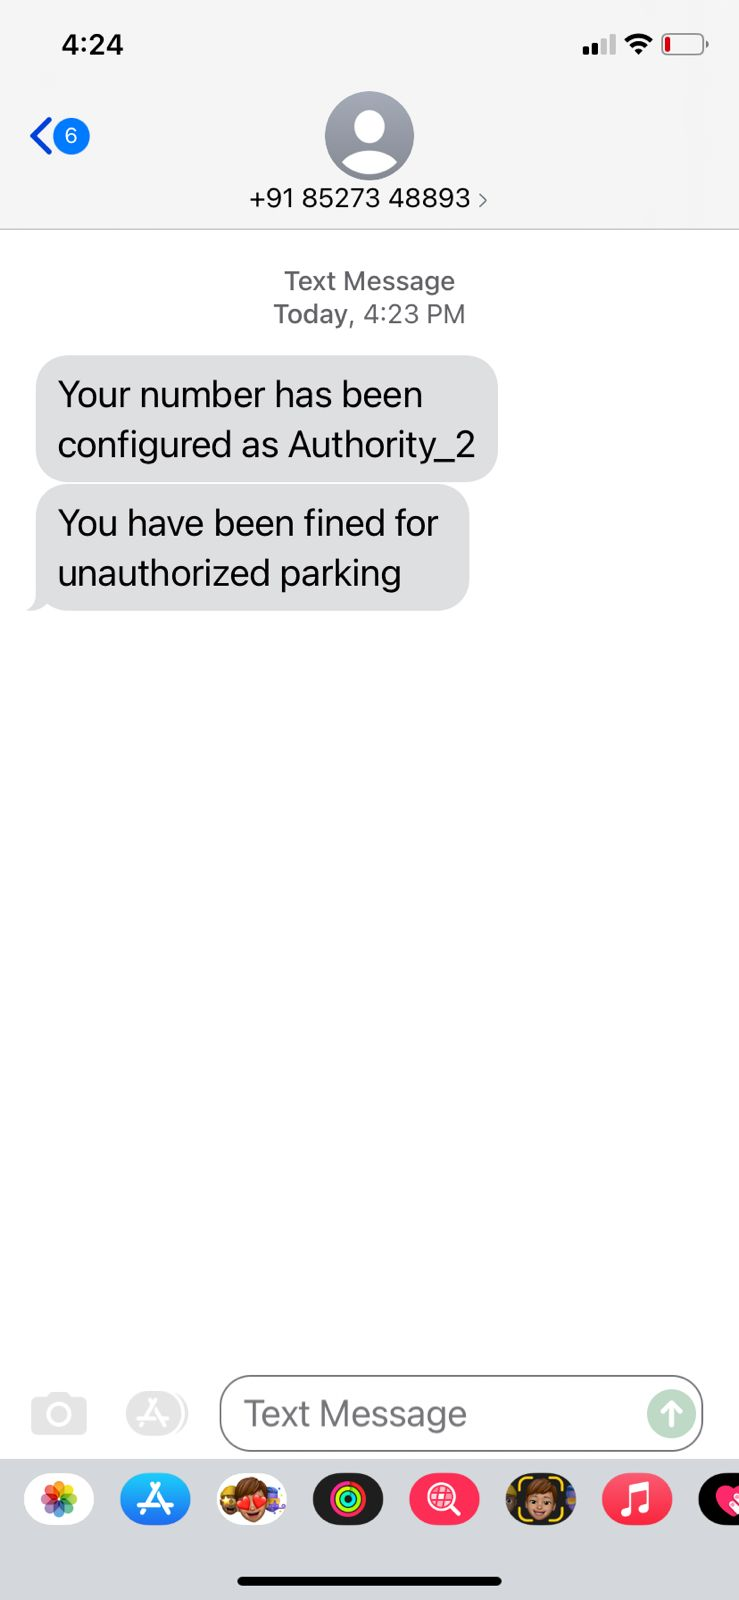 4:24
6
+91 85273 48893
Text Message
Today, 4:23 PM
Your number has been
configured as Authority_2
You have been fined for
unauthorized parking
Text Message